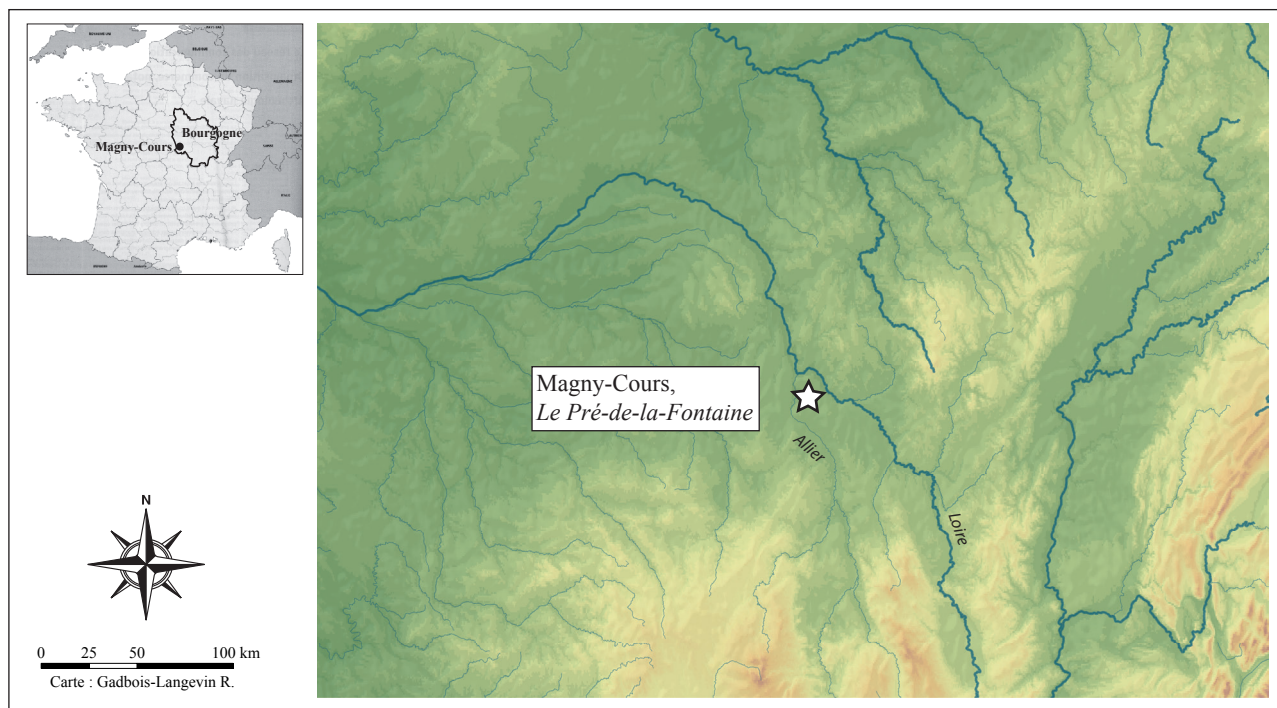 BELGIQUE
Bourgogne
Magny-Cours
Magny-Cours,
Le Pré-de-la-Fontaine
Allier
Loire
N
0 25 50 100 km
Carte : Gadbois-Langevin R.